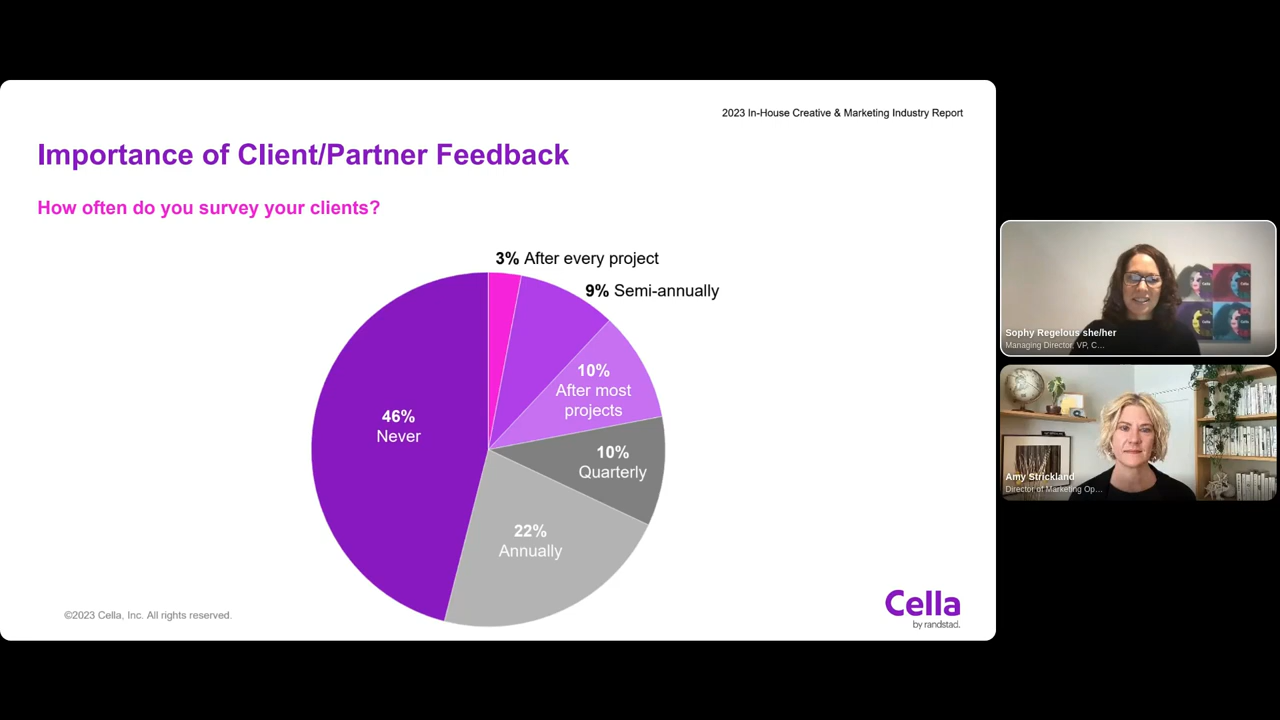 2023 In-House Creative & Marketing Industry Report
Importance of Client/Partner Feedback
How often do you survey your clients?
3% After every project
9% Semi-annually
10%
After most
projects
46%
Never
10%
Quarterly
22%
Annually
©2023 Cella, Inc. All rights reserved.
Cella
by randstad.
Sophy Regelous she/her
Managing Director, VP, C...
Amy Strickland
Director of Marketing Op...